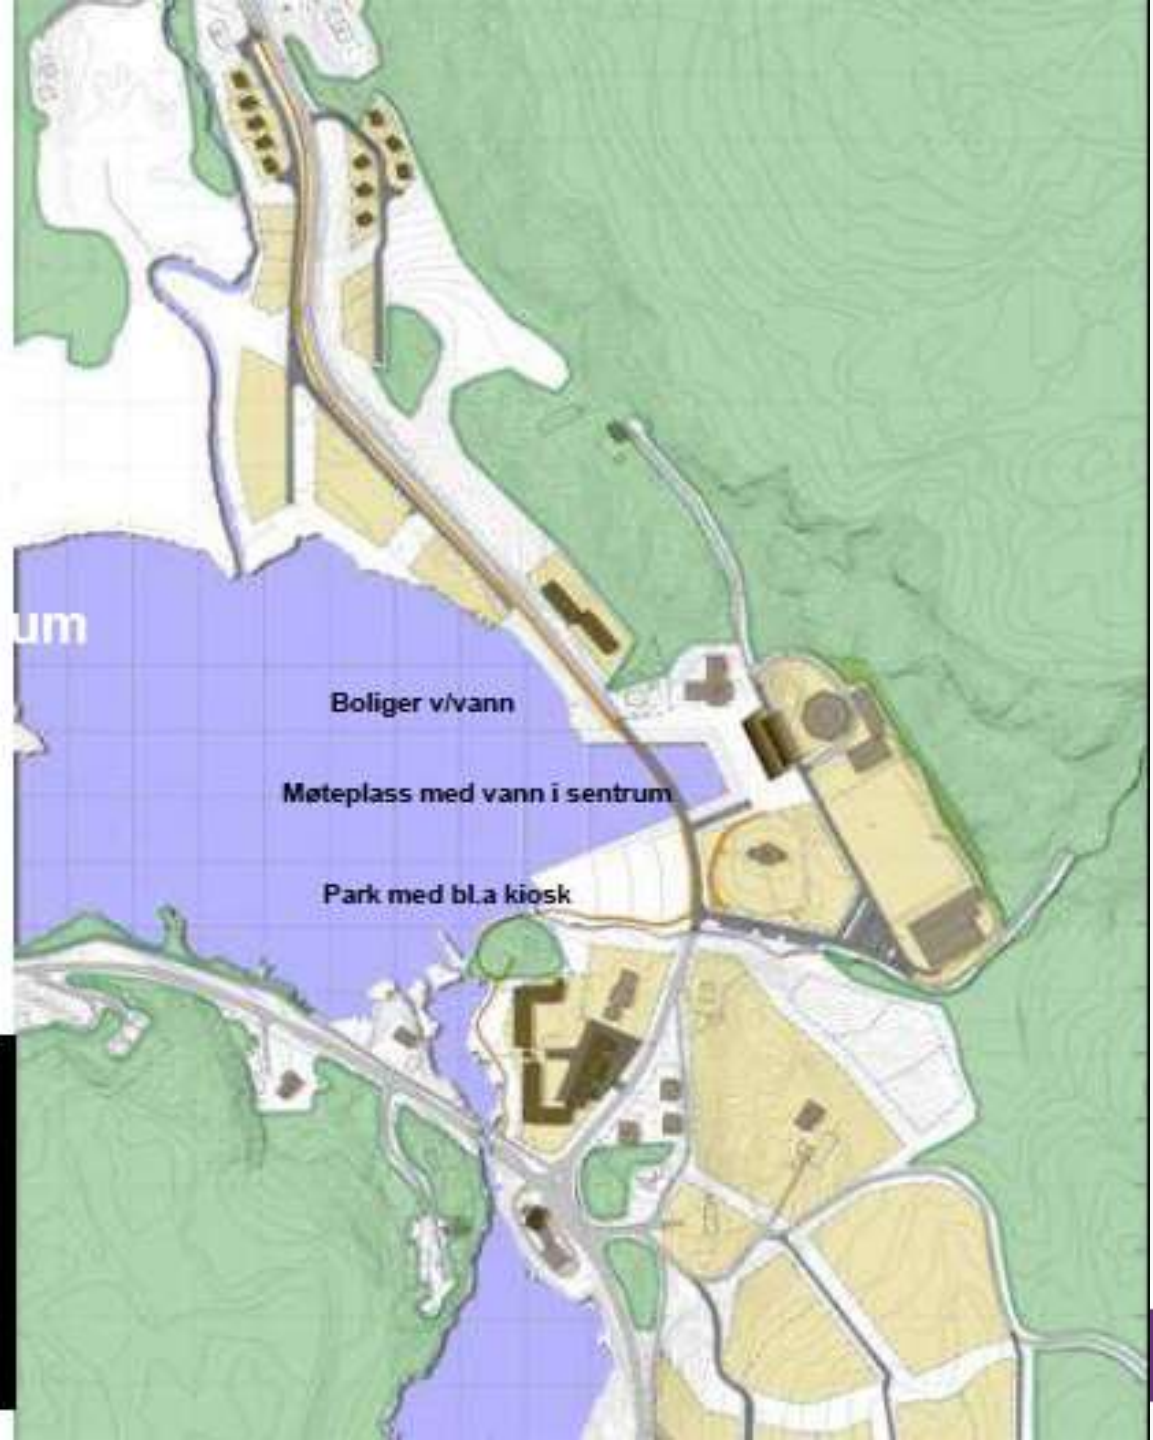 um
Boliger v/vann
Møteplass med vann i sentrum
Park med bl.a kiosk